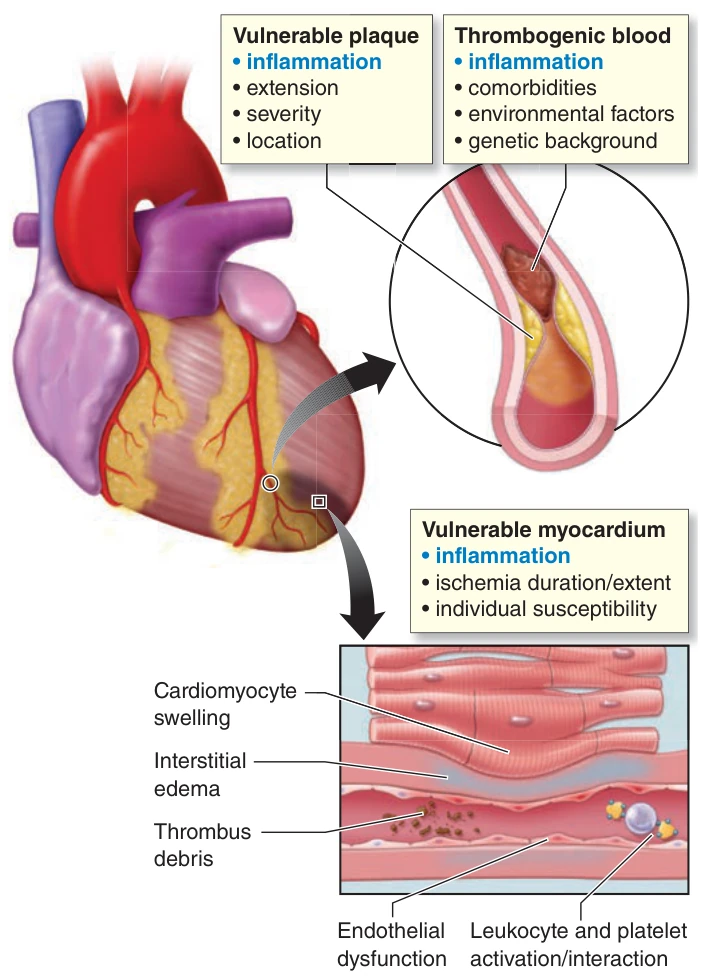 Vulnerable plaque
• inflammation
• extension
• severity
• location
Thrombogenic blood
• inflammation
• comorbidities
• environmental factors
• genetic background
Vulnerable myocardium
• inflammation
• ischemia duration/extent
• individual susceptibility
Cardiomyocyte
swelling
Interstitial
edema
Thrombus
debris
Endothelial
dysfunction
Leukocyte and platelet
activation/interaction